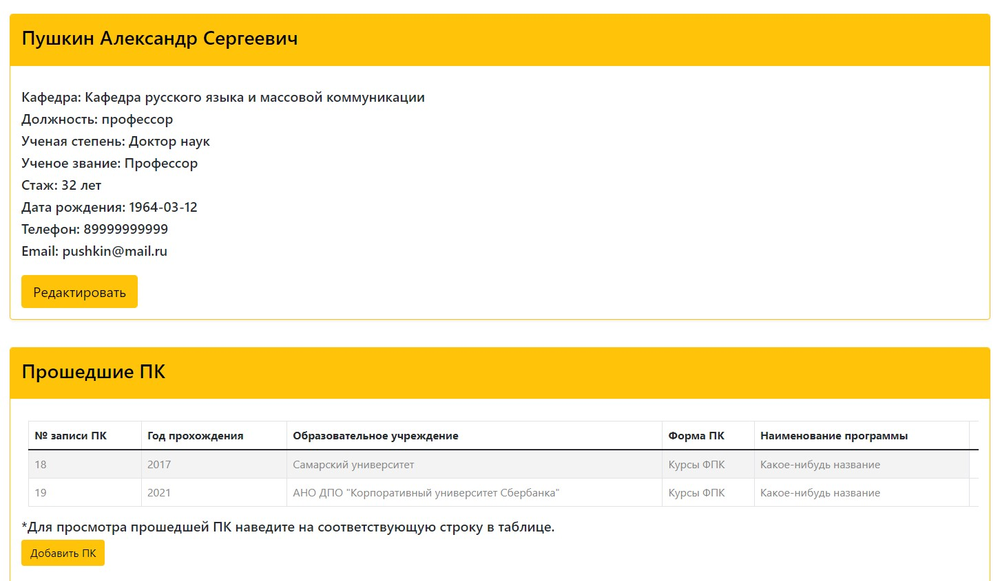 Пушкин Александр Сергеевич
Кафедра: Кафедра русского языка и массовой коммуникации
Должность: профессор
Ученая степень: Доктор наук
Ученое звание: Профессор
Стаж: 32 лет
Дата рождения: 1964-03-12
Телефон: 89999999999
Email: pushkin@mail.ru
Редактировать
Прошедшие ПК
№ записи ПК Год прохождения Образовательное учреждение Форма ПК Наименование программы
18 2017 Самарский университет Курсы ФПК Какое-нибудь название
19 2021 АНО ДПО "Корпоративный университет Сбербанка" Курсы ФПК Какое-нибудь название
*Для просмотра прошедшей ПК наведите на соответствующую строку в таблице.
Добавить ПК